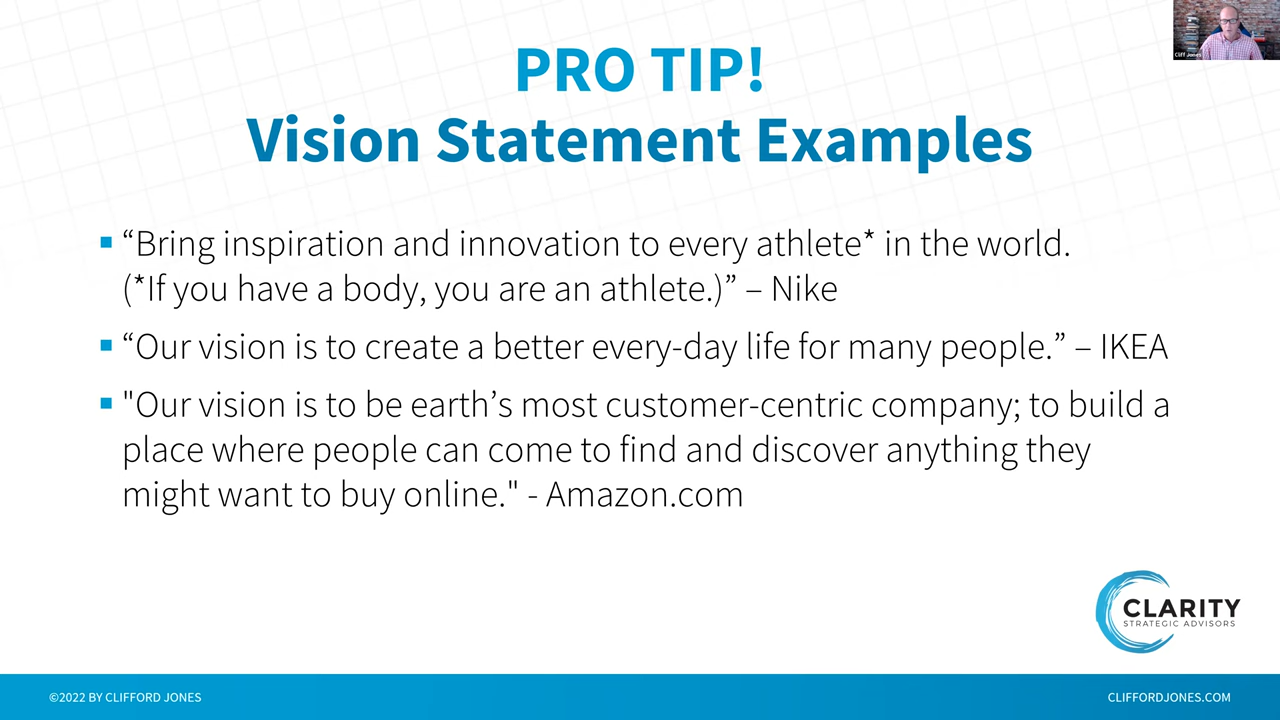 Cliff Jones
PRO TIP!
Vision Statement Examples
“Bring inspiration and innovation to every athlete* in the world.
(*If you have a body, you are an athlete.)” – Nike
“Our vision is to create a better every-day life for many people.” – IKEA
"Our vision is to be earth’s most customer-centric company; to build a
place where people can come to find and discover anything they
might want to buy online." - Amazon.com
CLARITY
STRATEGIC ADVISORS
©2022 BY CLIFFORD JONES
CLIFFORDJONES.COM